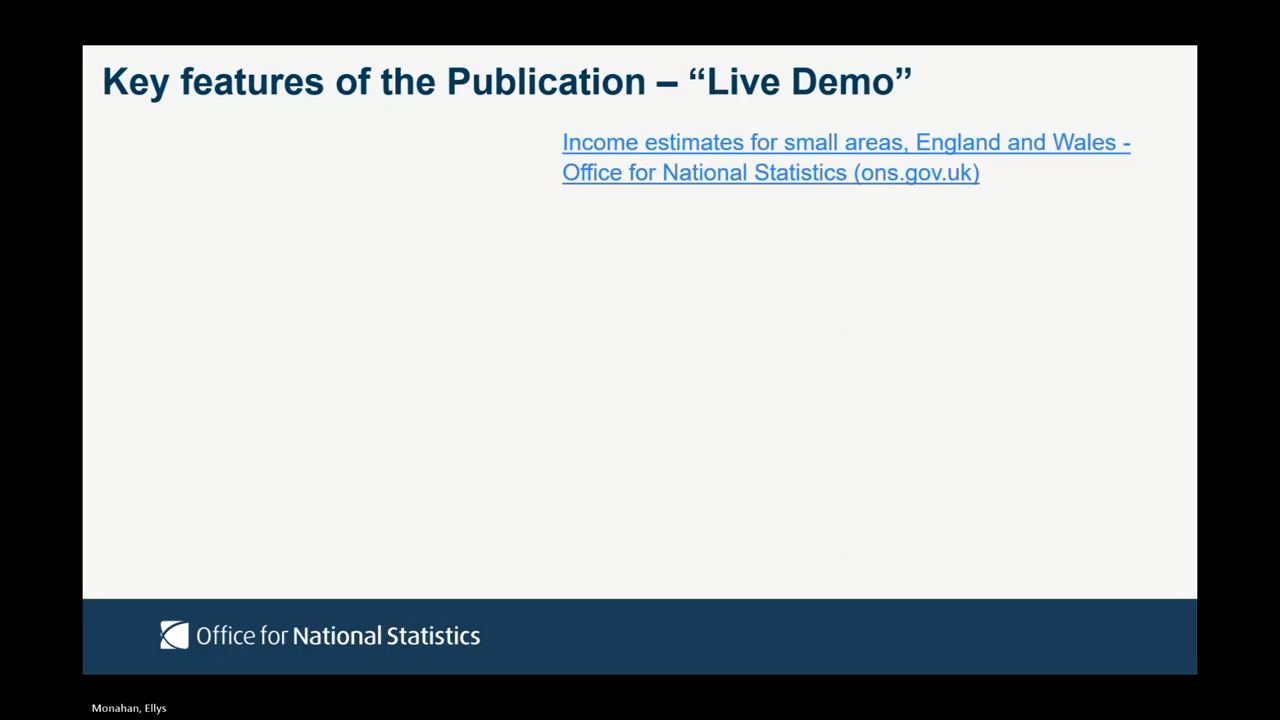 Key features of the Publication – “Live Demo”
Income estimates for small areas, England and Wales -
Office for National Statistics (ons.gov.uk)
Office for National Statistics
Monahan, Ellys